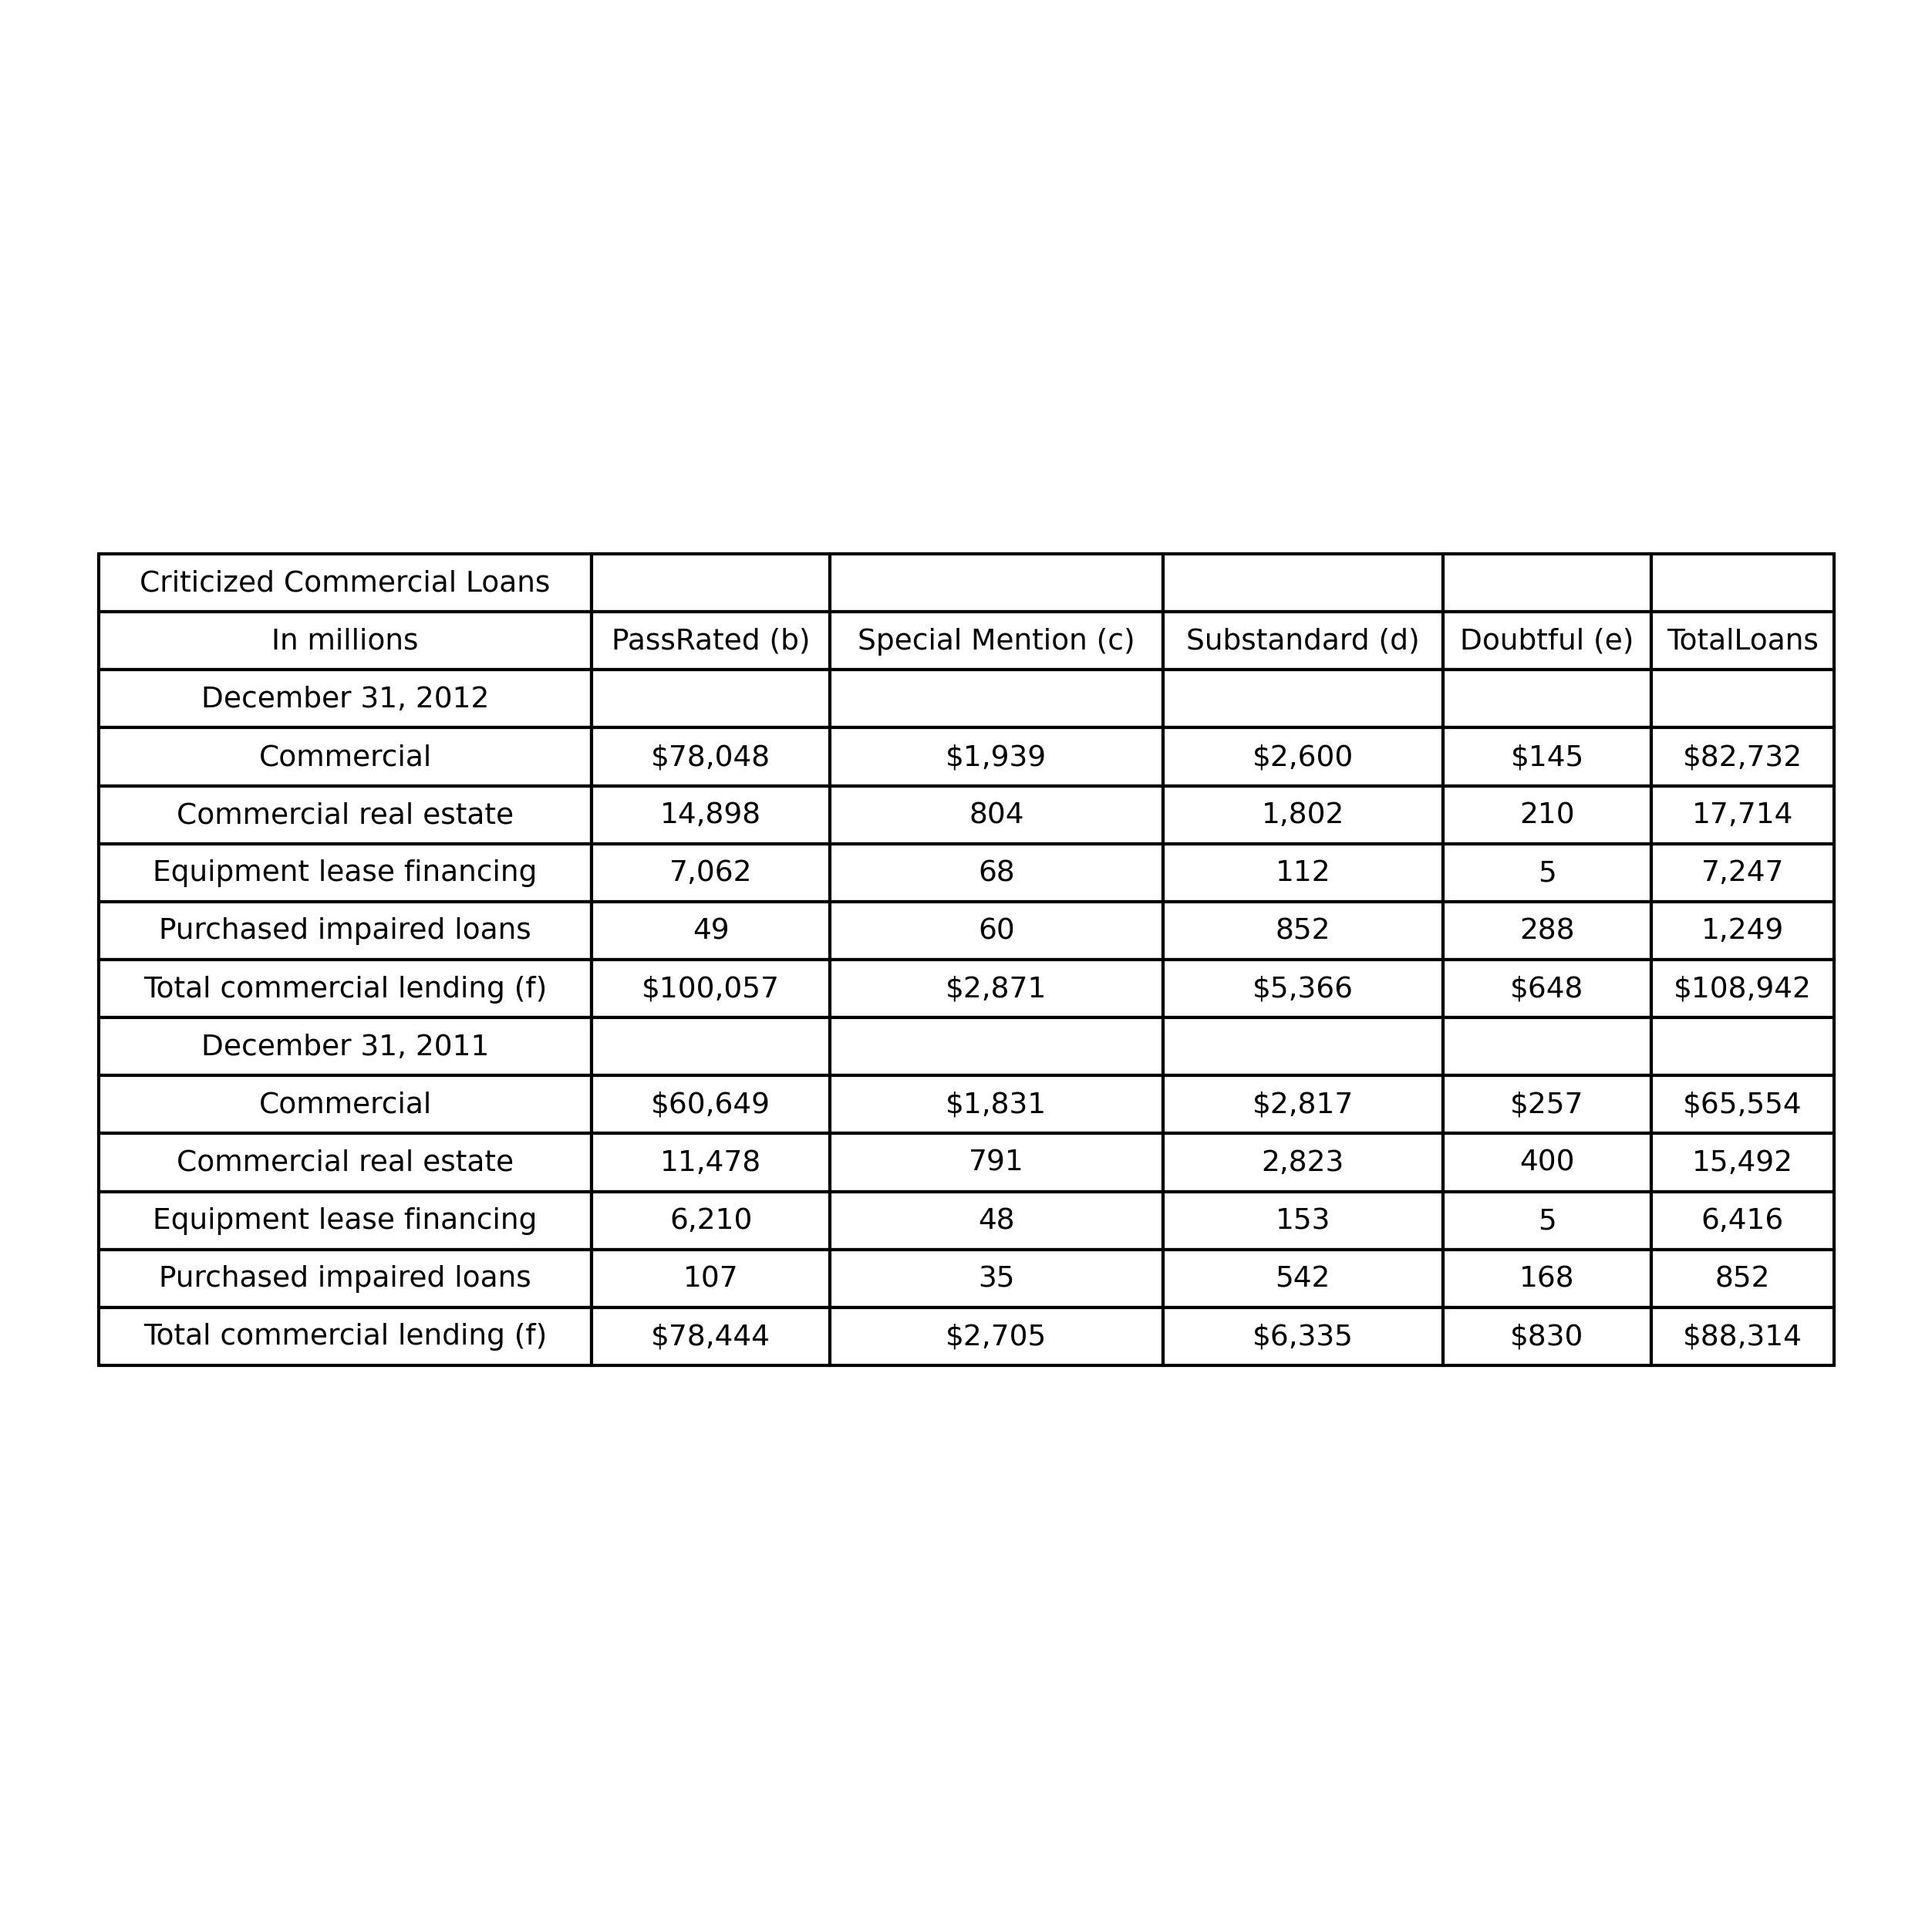 Criticized Commercial Loans
In millions PassRated (b) Special Mention (c) Substandard (d) Doubtful (e) TotalLoans
December 31, 2012
Commercial $78,048 $1,939 $2,600 $145 $82,732
Commercial real estate 14,898 804 1,802 210 17,714
Equipment lease financing 7,062 68 112 5 7,247
Purchased impaired loans 49 60 852 288 1,249
Total commercial lending (f) $100,057 $2,871 $5,366 $648 $108,942
December 31, 2011
Commercial $60,649 $1,831 $2,817 $257 $65,554
Commercial real estate 11,478 791 2,823 400 15,492
Equipment lease financing 6,210 48 153 5 6,416
Purchased impaired loans 107 35 542 168 852
Total commercial lending (f) $78,444 $2,705 $6,335 $830 $88,314